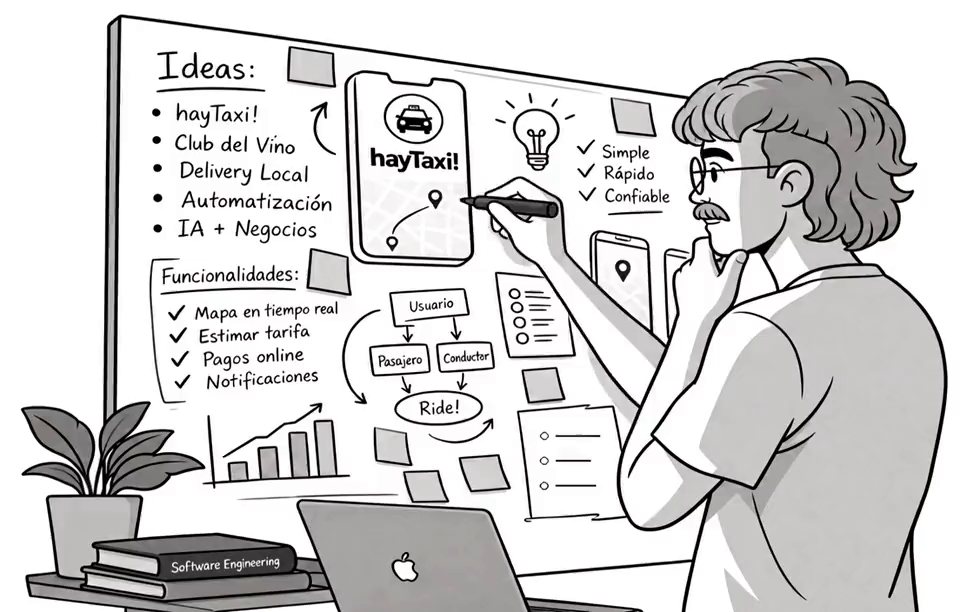 Ideas:
• hayTaxi!
• Club del Vino
• Delivery Local
• Automatización
• IA + Negocios
Funcionalidades:
✓ Mapa en tiempo real
✓ Estimar tarifa
✓ Pagos online
✓ Notificaciones
hayTaxi!
✓ Simple
✓ Rápido
✓ Confiable
Usuario
Pasajero
Conductor
Ride!
Software Engineering